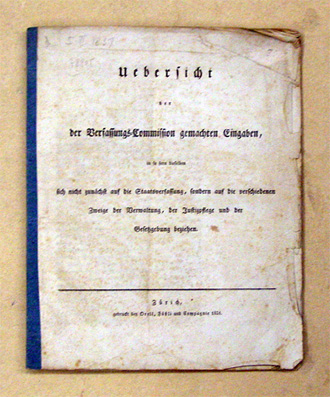 Uebersicht
der
der Verfassungs-Commission gemachten Eingaben,
in so fern dieselben
sich nicht zunächst auf die Staatsverfassung, sondern auf die verschiedenen
Zweige der Verwaltung, der Justizpflege und der
Gesetzgebung beziehen.
Zürich,
gedruckt bey Orell, Füßli und Compagnie